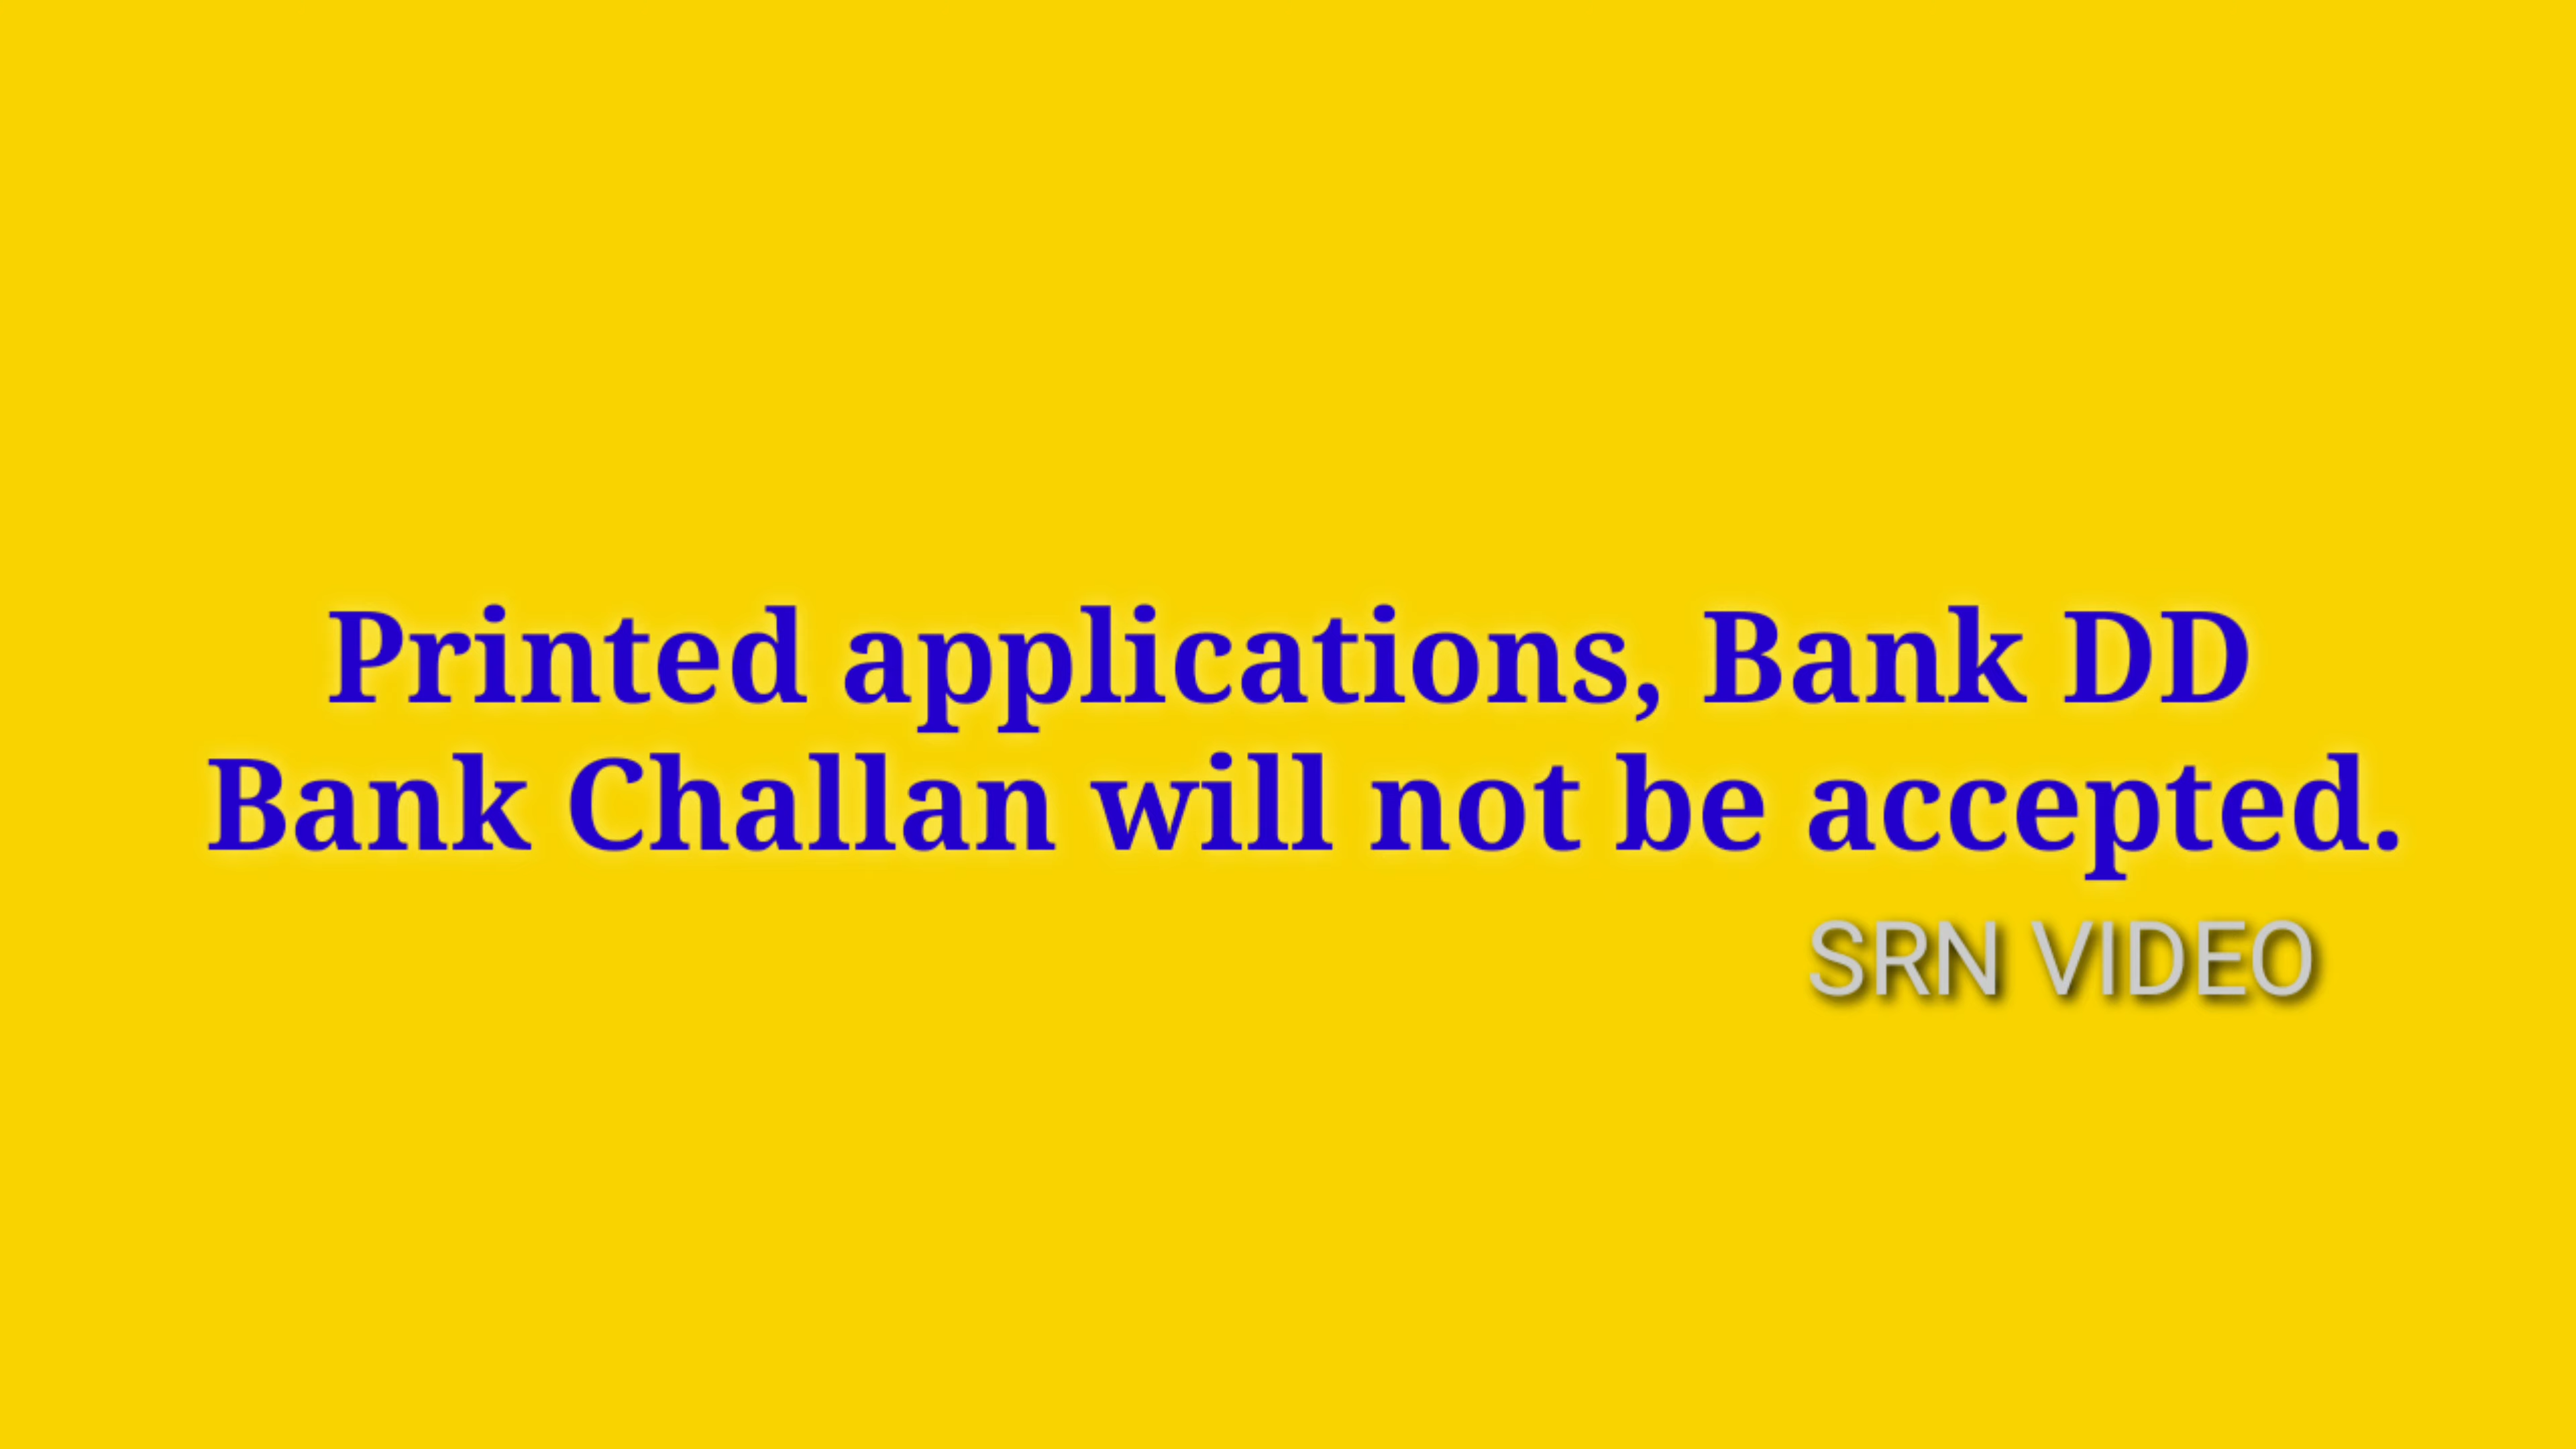 Printed applications, Bank DD
Bank Challan will not be accepted.
SRN VIDEO